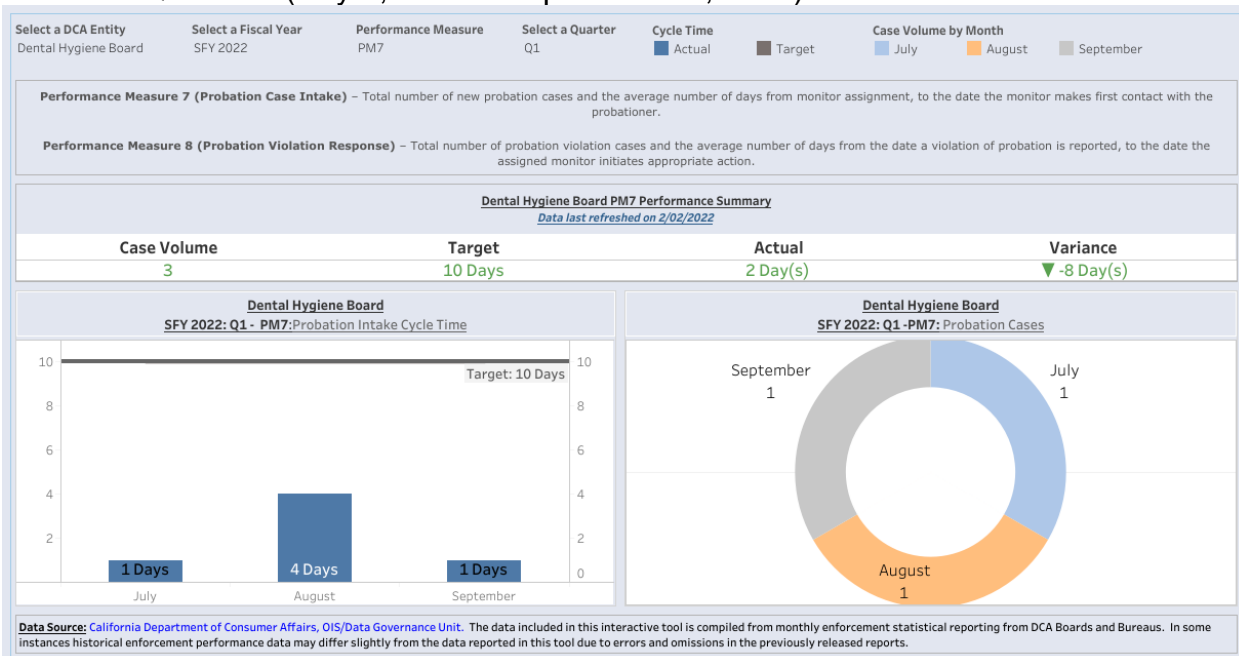 Select a DCA Entity Select a Fiscal Year Performance Measure Select a Quarter Cycle Time Case Volume by Month
Dental Hygiene Board SFY 2022 PM7 Q1 Actual Target July August September
Performance Measure 7 (Probation Case Intake) – Total number of new probation cases and the average number of days from monitor assignment, to the date the monitor makes first contact with the
probationer.
Performance Measure 8 (Probation Violation Response) – Total number of probation violation cases and the average number of days from the date a violation of probation is reported, to the date the
assigned monitor initiates appropriate action.
Dental Hygiene Board PM7 Performance Summary
Data last refreshed on 2/02/2022
Case Volume Target Actual Variance
3 10 Days 2 Day(s) ▼ -8 Day(s)
Dental Hygiene Board
SFY 2022: Q1 - PM7:Probation Intake Cycle Time
10 10
Target: 10 Days
8 8
6 6
4 4
2 2
0
1 Days 4 Days 1 Days
July August September
Dental Hygiene Board
SFY 2022: Q1 -PM7: Probation Cases
September
1
July
1
August
1
Data Source: California Department of Consumer Affairs, OIS/Data Governance Unit. The data included in this interactive tool is compiled from monthly enforcement statistical reporting from DCA Boards and Bureaus. In some
instances historical enforcement performance data may differ slightly from the data reported in this tool due to errors and omissions in the previously released reports.